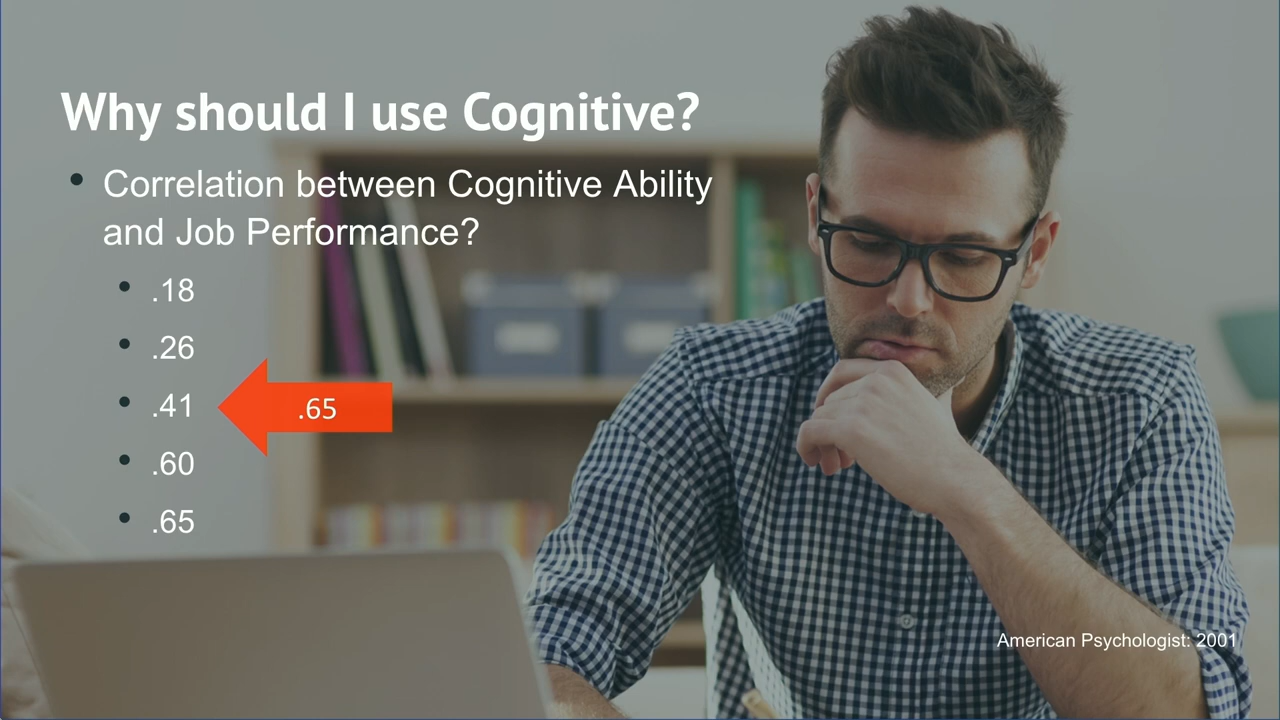 Why should I use Cognitive?
• Correlation between Cognitive Ability
and Job Performance?
• .18
• .26
• .41
.65
• .60
• .65
American Psychologist: 2001